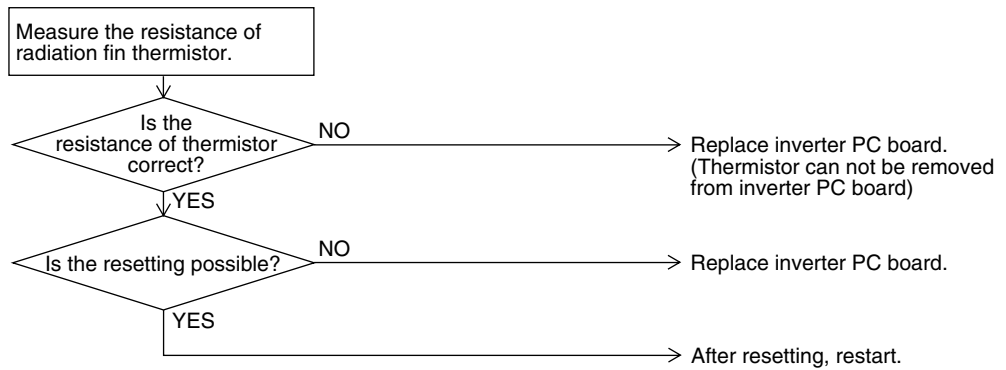 Measure the resistance of
radiation fin thermistor.
Is the
resistance of thermistor
correct?
NO
Replace inverter PC board.
(Thermistor can not be removed
from inverter PC board)
YES
Is the resetting possible?
NO
Replace inverter PC board.
YES
After resetting, restart.